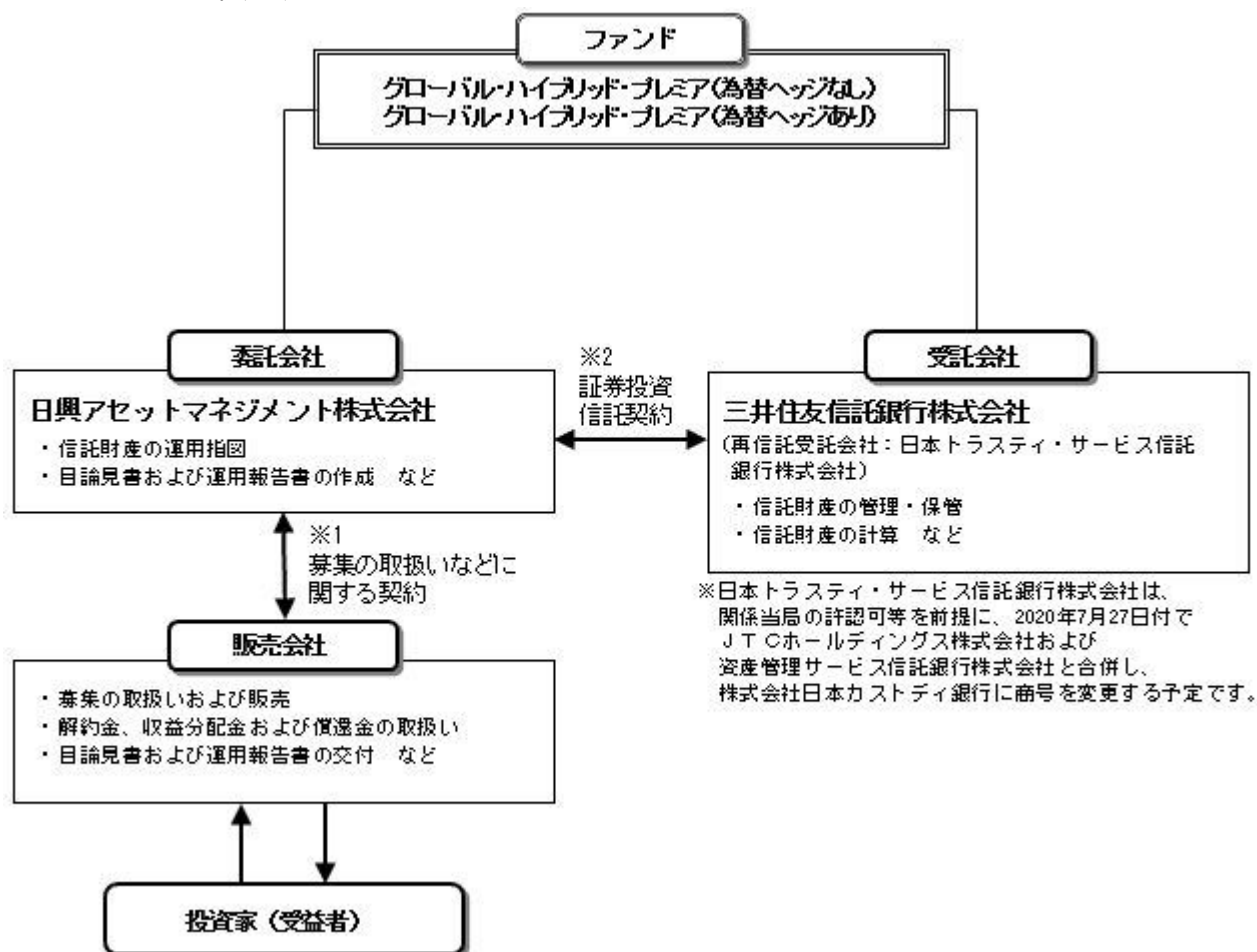 ファンド
グローバル・ハイブリッド・プレミア(為替ヘッジなし)
グローバル・ハイブリッド・プレミア(為替ヘッジあり)
委託会社
日興アセットマネジメント株式会社
・信託財産の運用指図
・目論見書および運用報告書の作成　など
※2
証券投資
信託契約
受託会社
三井住友信託銀行株式会社
(再信託受託会社：日本トラスティ・サービス信託
銀行株式会社)
・信託財産の管理・保管
・信託財産の計算　など
※日本トラスティ・サービス信託銀行株式会社は、
関係当局の許認可等を前提に、2020年7月27日付で
ＪＴＣホールディングス株式会社および
資産管理サービス信託銀行株式会社と合併し、
株式会社日本カストディ銀行に商号を変更する予定です。
※1
募集の取扱いなどに
関する契約
販売会社
・募集の取扱いおよび販売
・解約金、収益分配金および償還金の取扱い
・目論見書および運用報告書の交付　など
投資家（受益者）